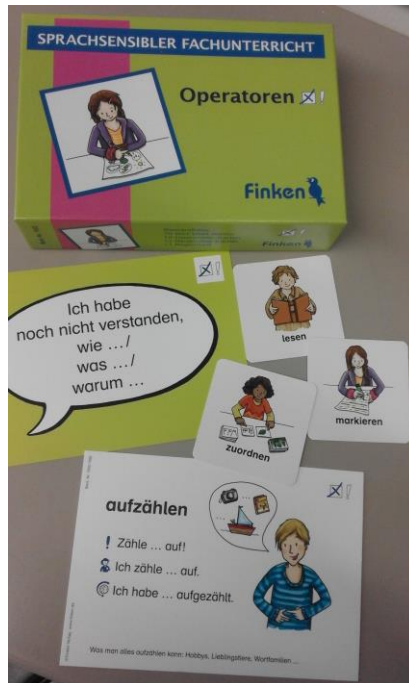 SPRACHSENSIBLER FACHUNTERRICHT
Operatoren
Finken
Finken
Ich habe
noch nicht verstanden,
wie .../
was .../
warum ...
lesen
markieren
zuordnen
aufzählen
! Zähle ... auf!
Ich zähle ... auf.
Ich habe ... aufgezählt.
Was man alles aufzählen kann: Hobbys, Lieblingstiere, Wortfamilien ...